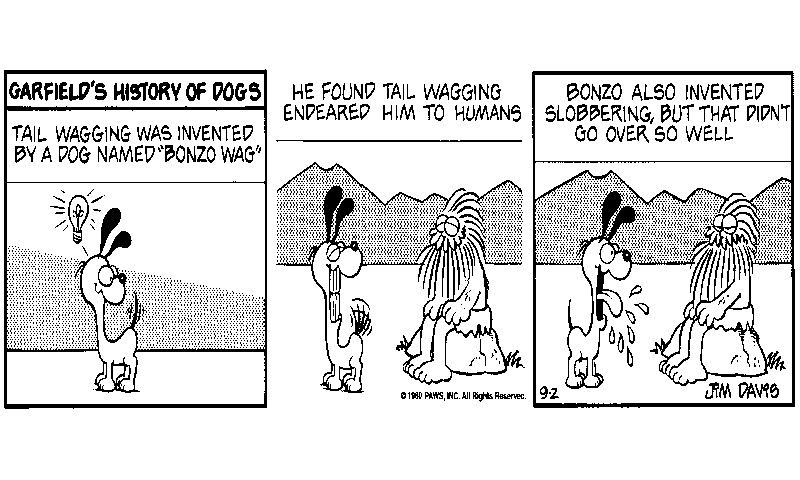 GARFIELD'S HISTORY OF DOGS
TAIL WAGGING WAS INVENTED
BY A DOG NAMED "BONZO WAG"
HE FOUND TAIL WAGGING
ENDEARED HIM TO HUMANS
© 1989 PAWS, INC. All Rights Reserved.
BONZO ALSO INVENTED
SLOBBERING, BUT THAT DIDN'T
GO OVER SO WELL
9-2
JIM DAVIS